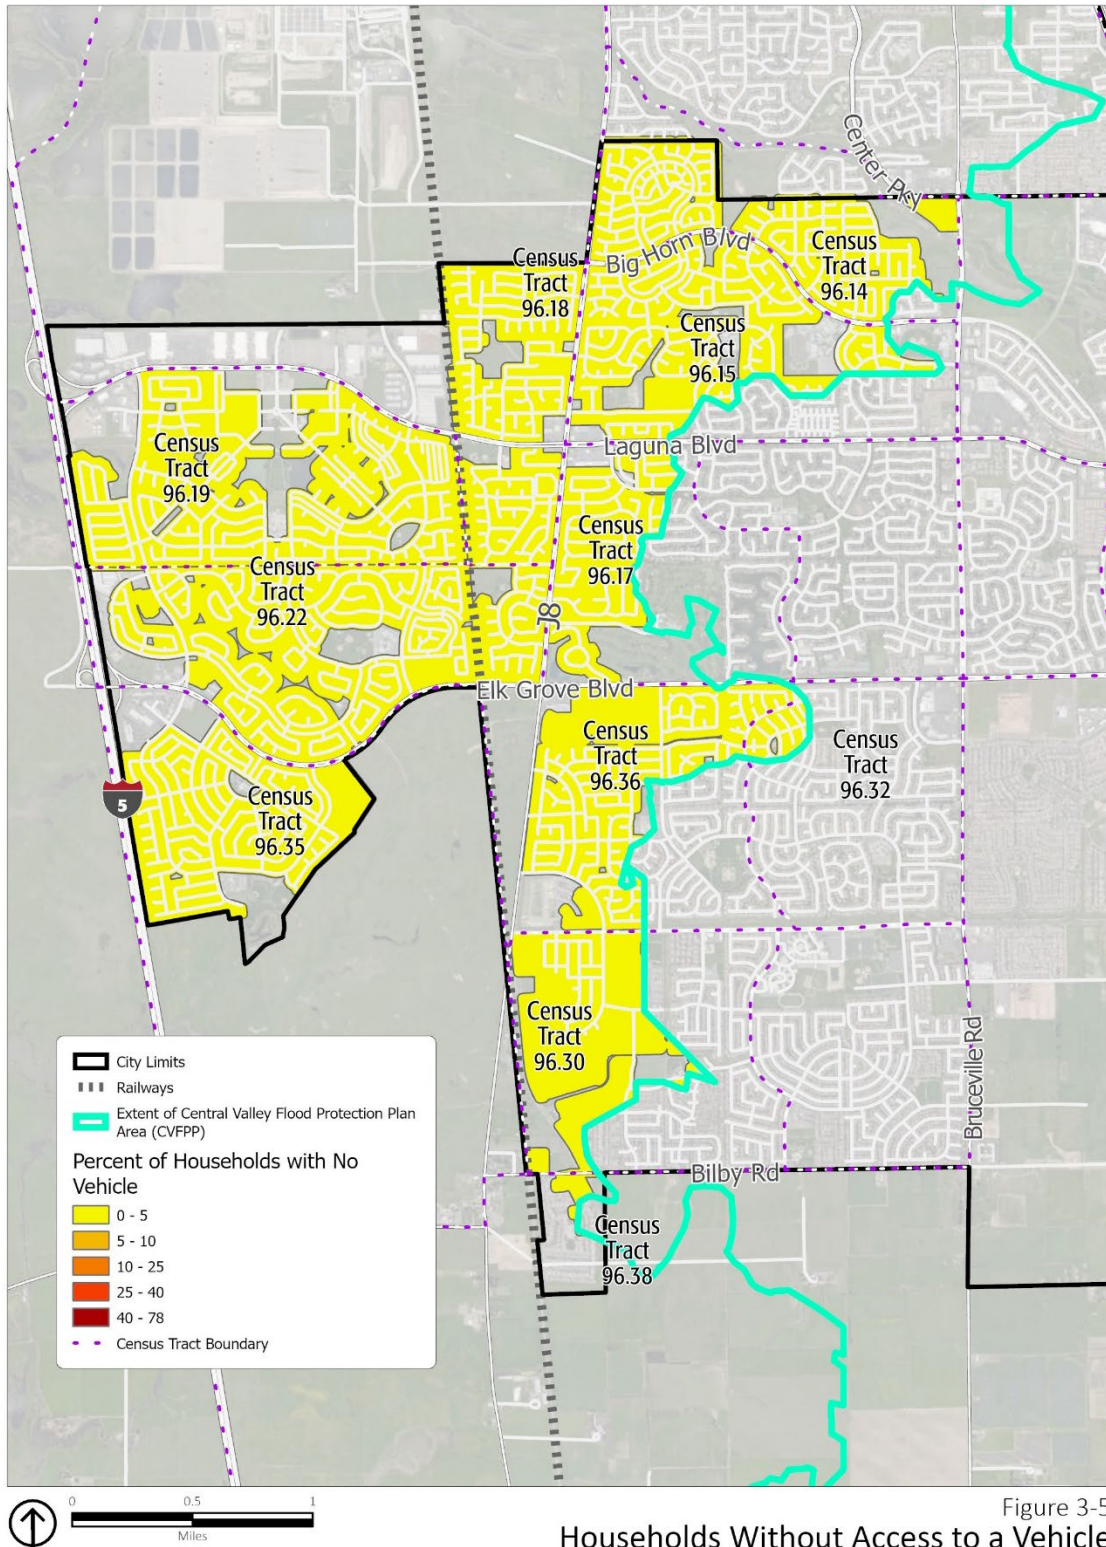 Center Pky
Big Horn Blvd
Census
Tract
96.14
Census
Tract
96.18
Census
Tract
96.15
Laguna Blvd
Census
Tract
96.19
Census
Tract
96.17
Census
Tract
96.22
J8
Elk Grove Blvd
Census
Tract
96.36
Census
Tract
96.32
5
Census
Tract
96.35
Census
Tract
96.30
Bruceville Rd
Bilby Rd
Census
Tract
96.38
City Limits
Railways
Extent of Central Valley Flood Protection Plan
Area (CVFPP)
Percent of Households with No
Vehicle
0 - 5
5 - 10
10 - 25
25 - 40
40 - 78
Census Tract Boundary
0 0.5 1
Miles
Figure 3-5
Households Without Access to a Vehicle